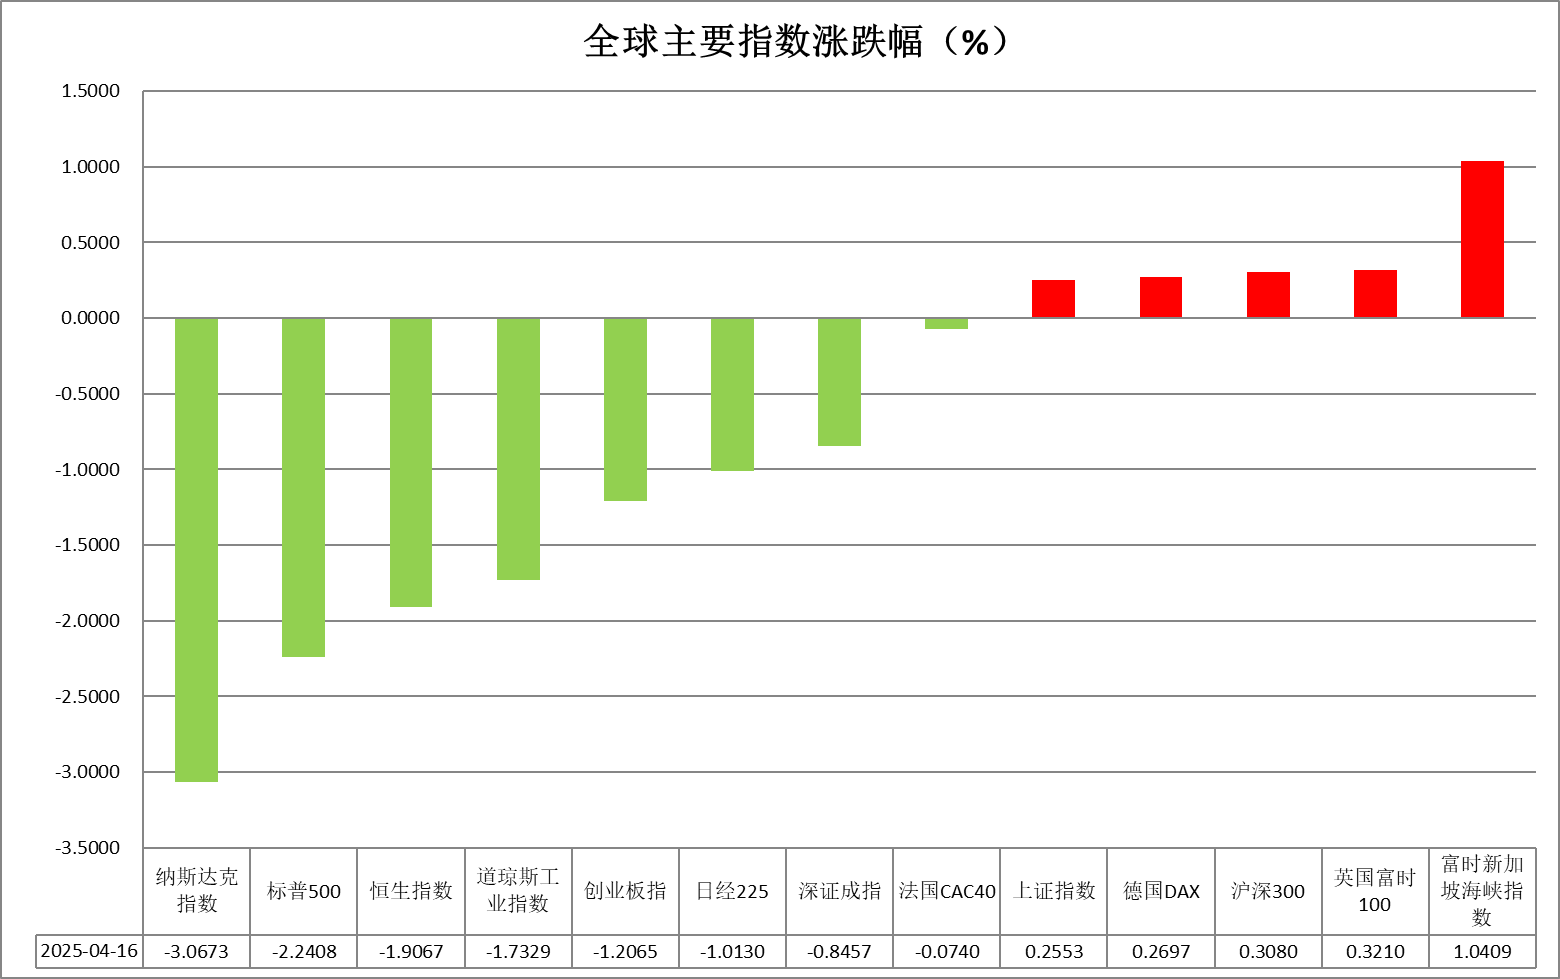 全球主要指数涨跌幅（%）
1.5000
1.0000
0.5000
0.0000
-0.5000
-1.0000
-1.5000
-2.0000
-2.5000
-3.0000
-3.5000
纳斯达克
指数
标普500
恒生指数
道琼斯工
业指数
创业板指
日经225
深证成指
法国CAC40
上证指数
德国DAX
沪深300
英国富时
100
富时新加
坡海峡指
数
2025-04-16 -3.0673 -2.2408 -1.9067 -1.7329 -1.2065 -1.0130 -0.8457 -0.0740 0.2553 0.2697 0.3080 0.3210 1.0409